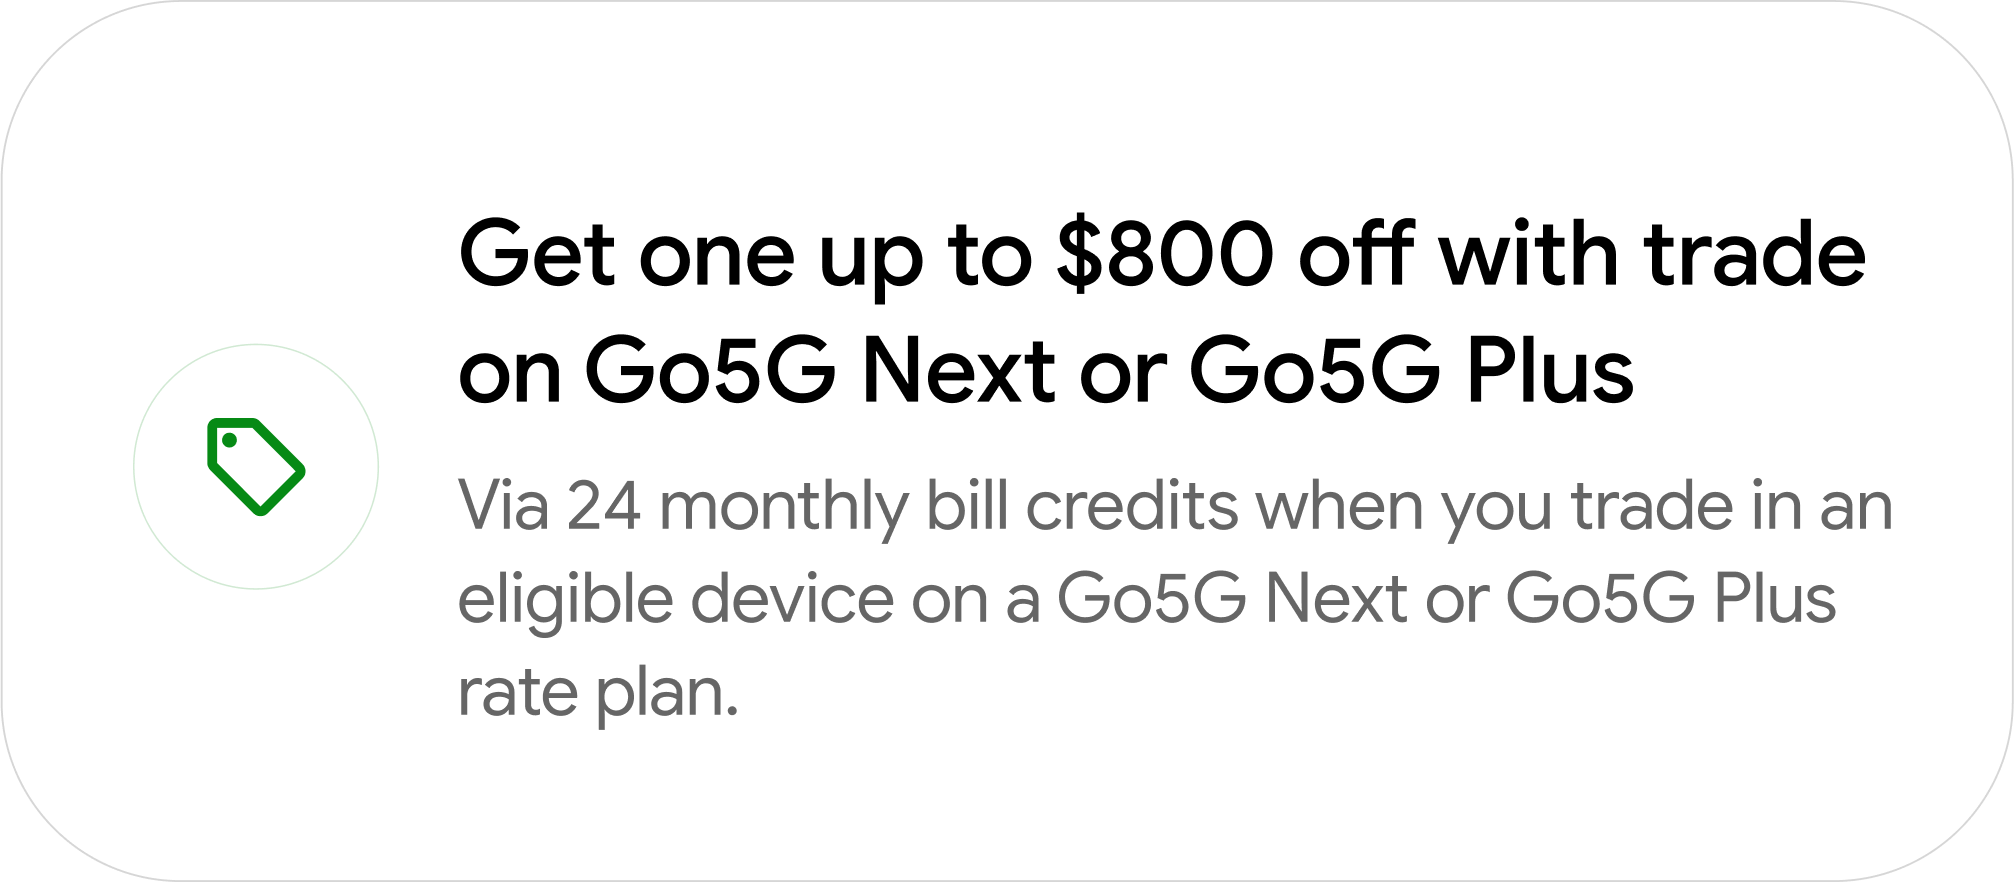 Get one up to $800 off with trade
on Go5G Next or Go5G Plus
Via 24 monthly bill credits when you trade in an
eligible device on a Go5G Next or Go5G Plus
rate plan.